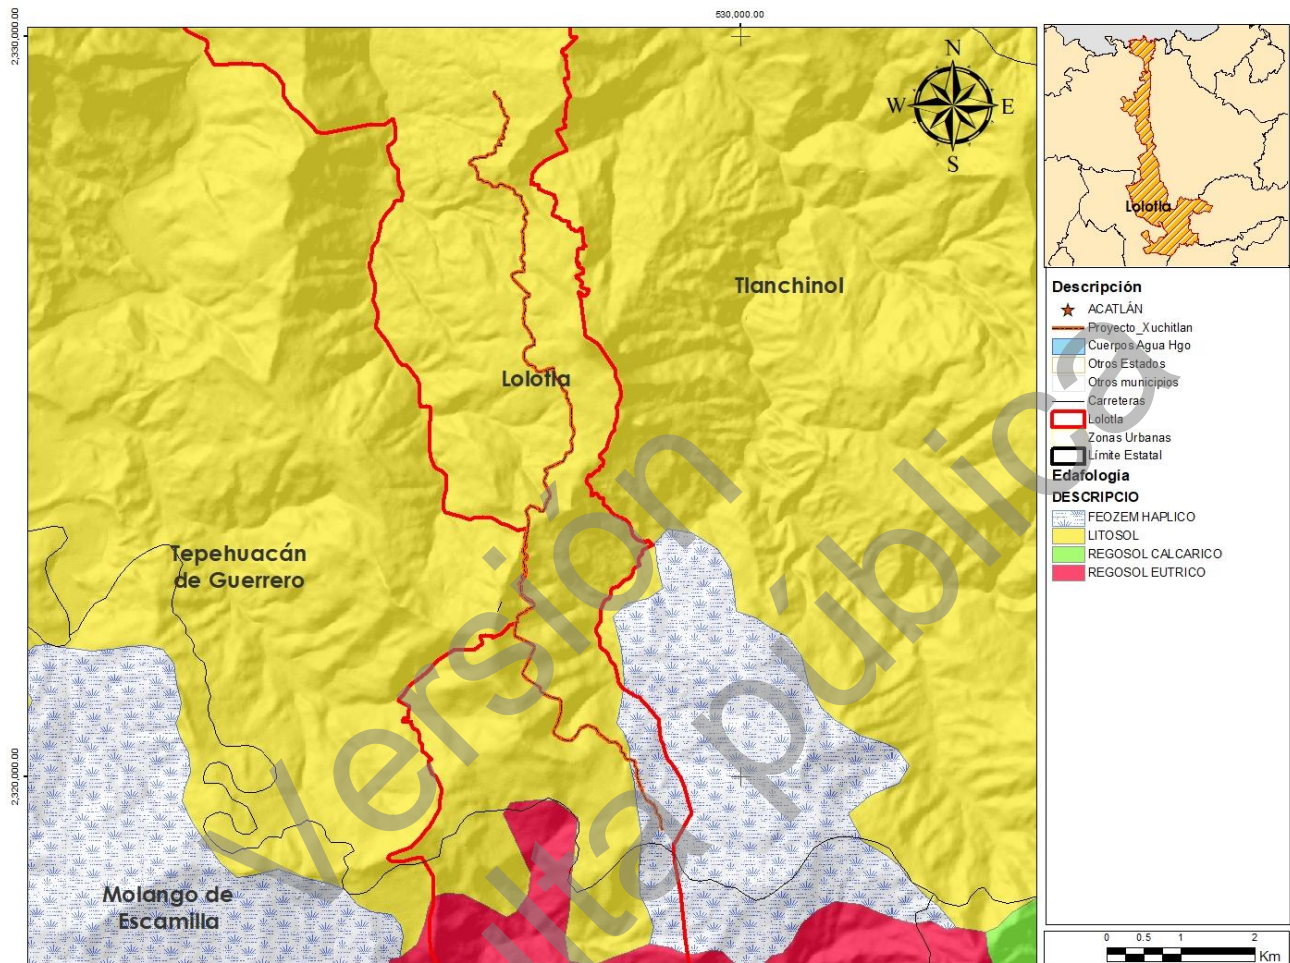 530,000.00
2,330,000.00
N
W E
S
Tlanchinol
Lolotla
Tepehuacán
de Guerrero
2,320,000.00
Molango de
Escamilla
Versión
pública
lta
Lolotla
Descripción
ACATLÁN
Proyecto_Xuchitlan
Cuerpos Agua Hgo
Otros Estados
Otros municipios
Carreteras
Lolotla
Zonas Urbanas
Límite Estatal
Edafología
DESCRIPCIO
FEOZEM HAPLICO
LITOSOL
REGOSOL CALCARICO
REGOSOL EUTRICO
0 0.5 1 2
Km